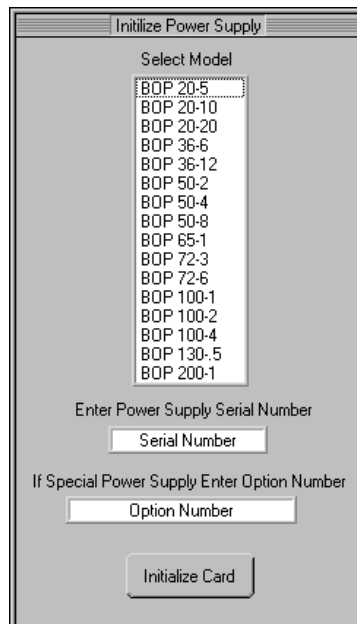 Initilize Power Supply
Select Model
BOP 20-5
BOP 20-10
BOP 20-20
BOP 36-6
BOP 36-12
BOP 50-2
BOP 50-4
BOP 50-8
BOP 65-1
BOP 72-3
BOP 72-6
BOP 100-1
BOP 100-2
BOP 100-4
BOP 130-.5
BOP 200-1
Enter Power Supply Serial Number
Serial Number
If Special Power Supply Enter Option Number
Option Number
Initialize Card